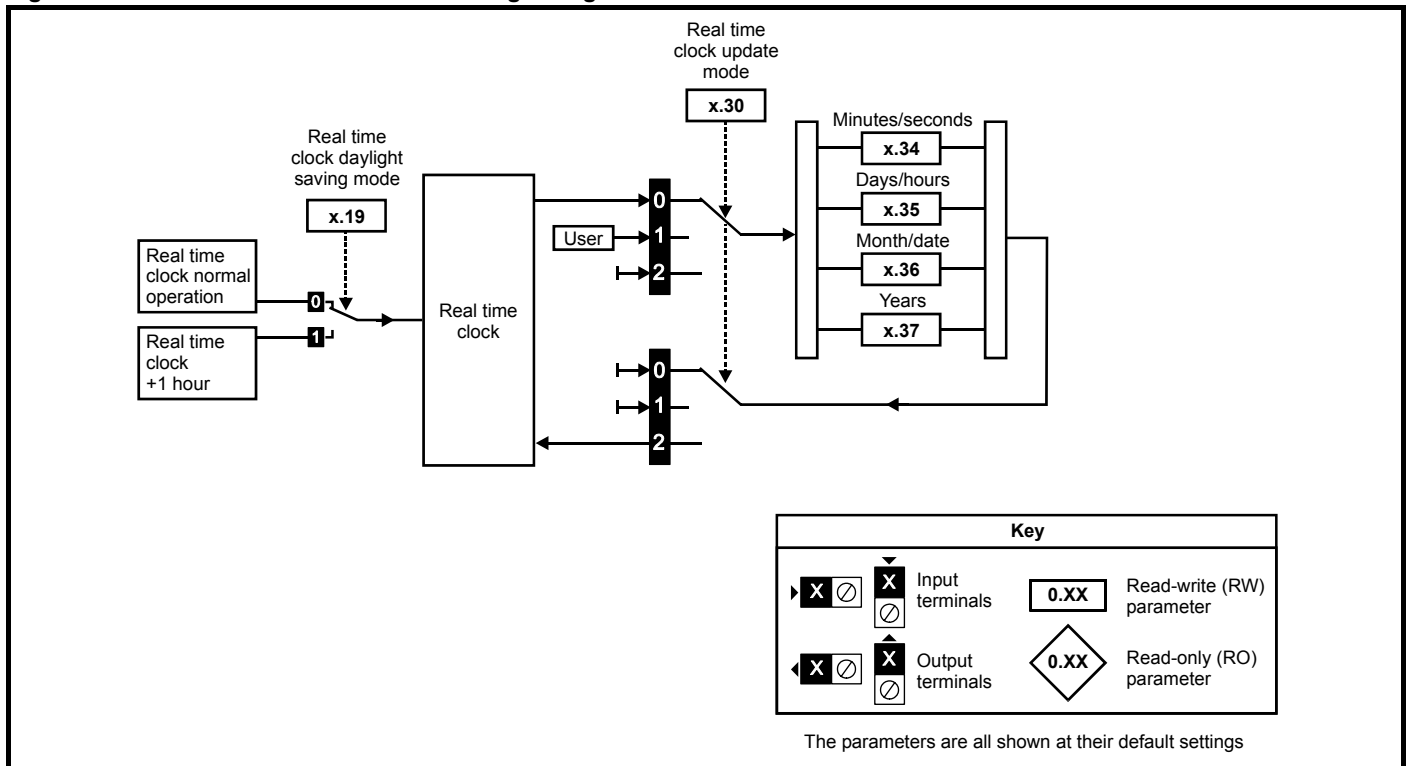 Real time
clock update
mode
x.30
Real time
clock daylight
saving mode
x.19
Real time
clock normal
operation
0
Real time
clock
+1 hour
1
Real time
clock
0
User
1
2
0
1
2
Minutes/seconds
x.34
Days/hours
x.35
Month/date
x.36
Years
x.37
Key
X
X
Input
terminals
0.XX
Read-write (RW)
parameter
X
X
Output
terminals
0.XX
Read-only (RO)
parameter
The parameters are all shown at their default settings